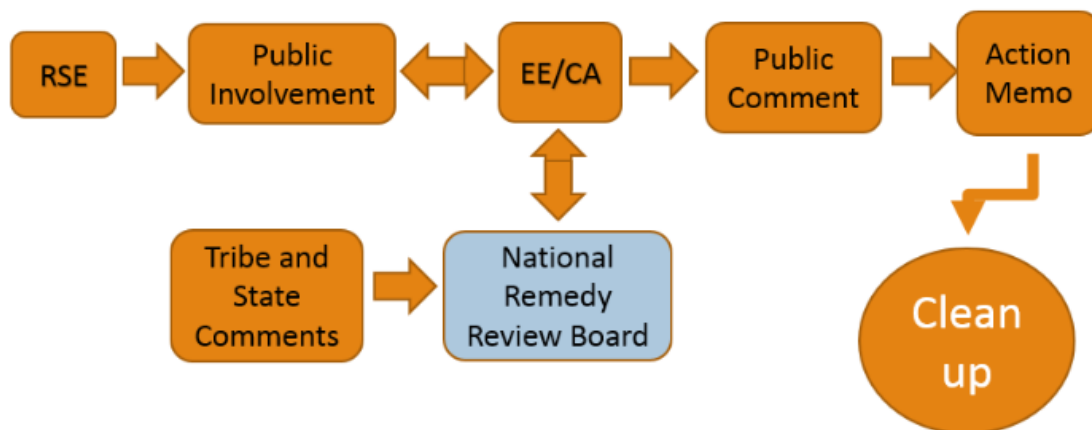 RSE
Public
Involvement
EE/CA
Public
Comment
Action
Memo
Tribe and
State
Comments
National
Remedy
Review Board
Clean
up